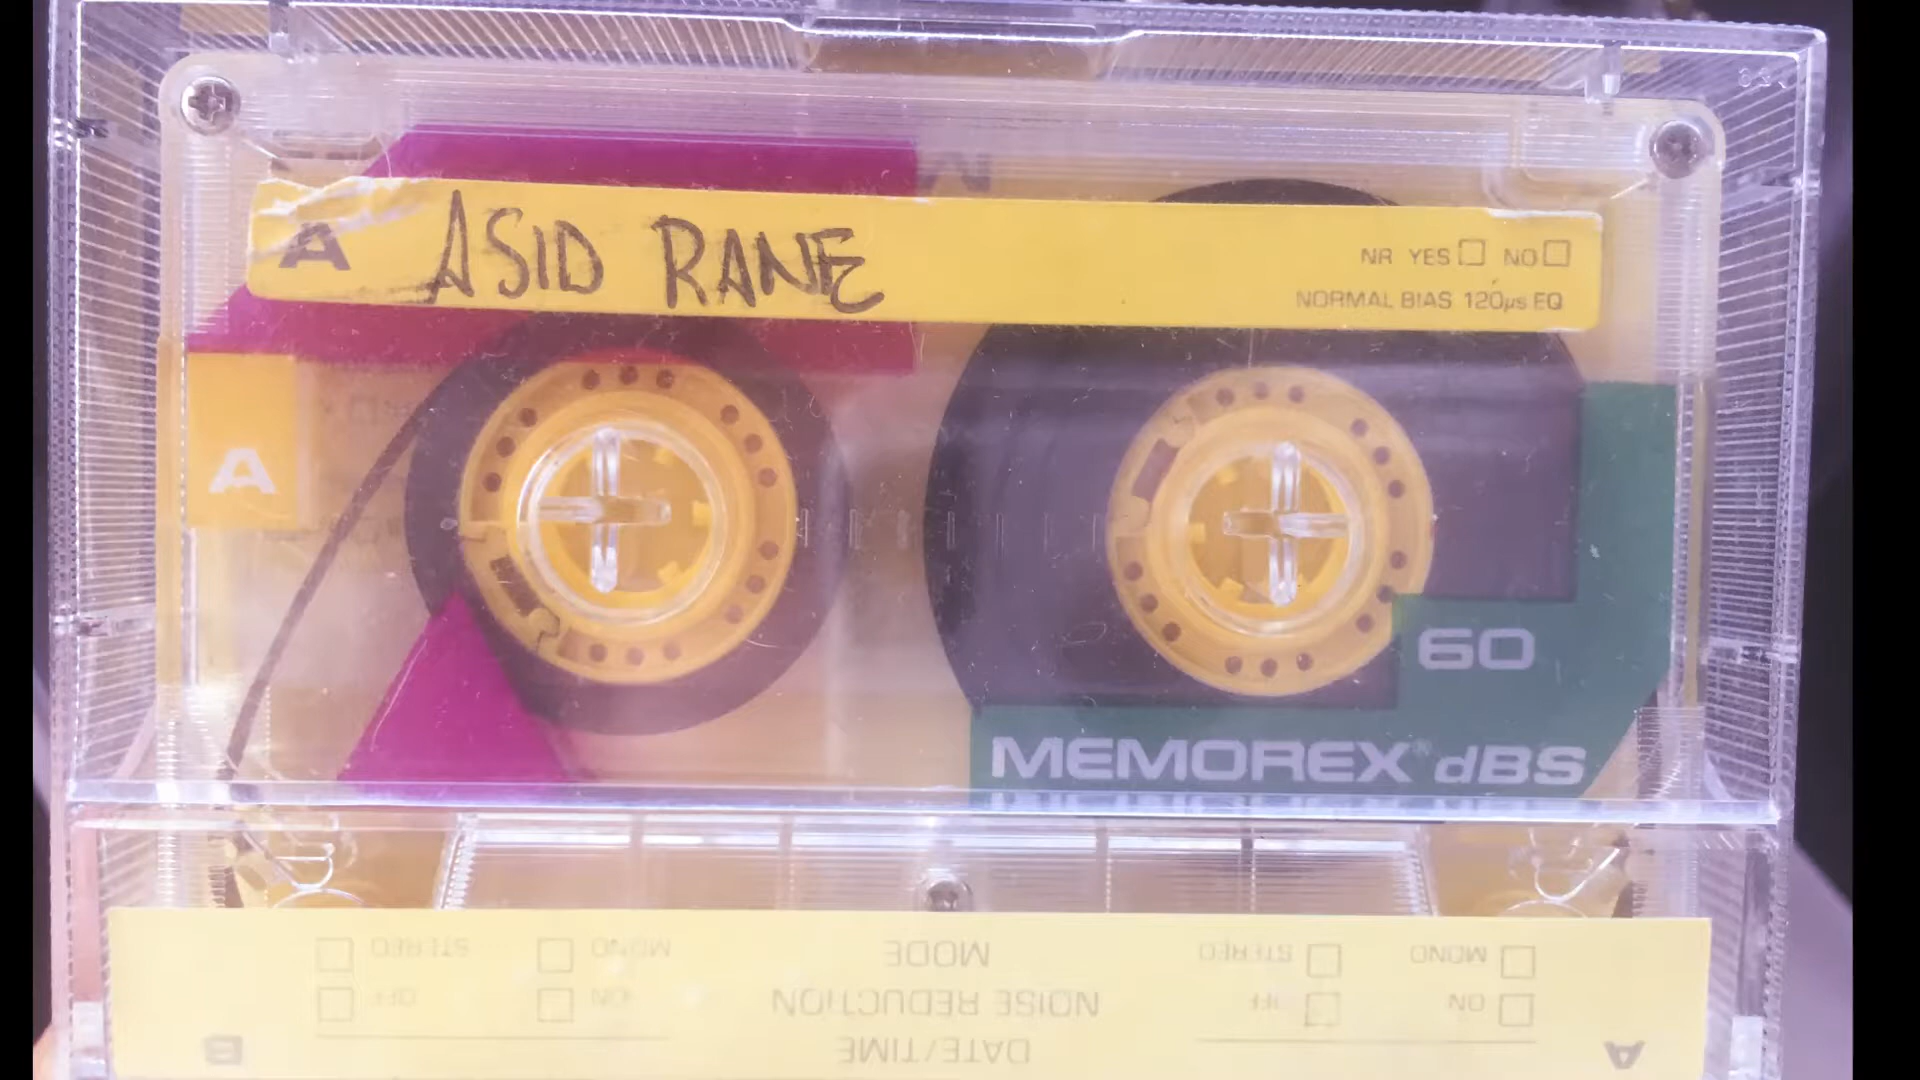 A ASID RANE
NR YES NO
NORMAL BIAS 120µs EQ
A
60
MEMOREX® dBS
MONO STEREO MODE MONO STEREO
ON OFF NOISE REDUCTION ON OFF
A DATE/TIME B